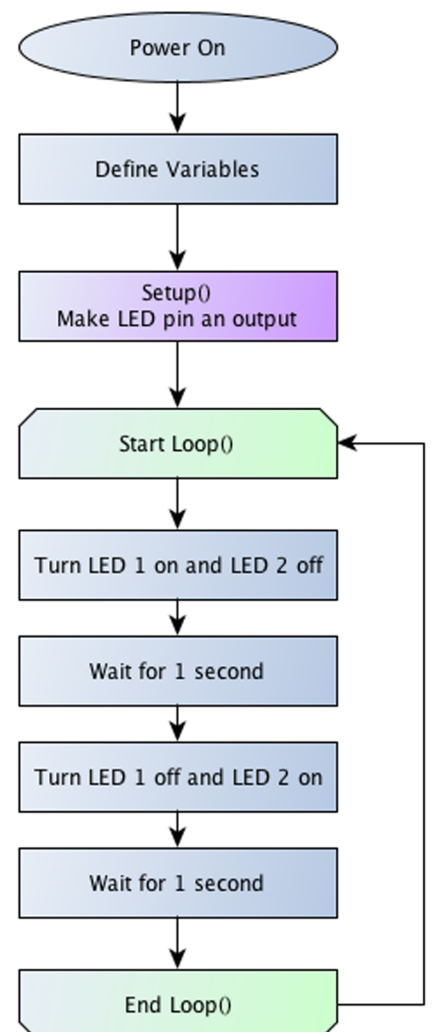 Power On
Define Variables
Setup()
Make LED pin an output
Start Loop()
Turn LED 1 on and LED 2 off
Wait for 1 second
Turn LED 1 off and LED 2 on
Wait for 1 second
End Loop()